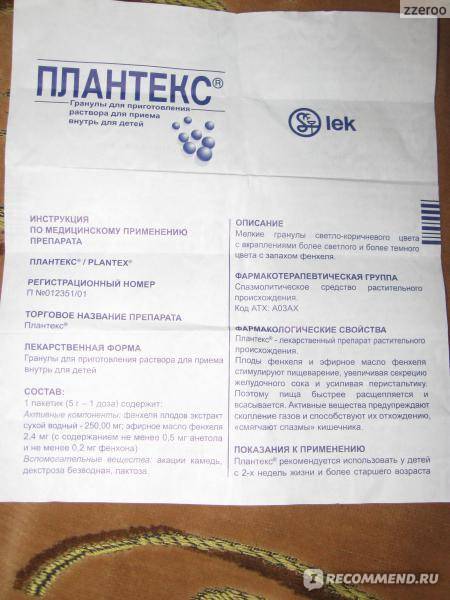 zzeroo
ПЛАНТЕКС®
Гранулы для приготовления
раствора для приема
внутрь для детей
lek
ИНСТРУКЦИЯ
ПО МЕДИЦИНСКОМУ ПРИМЕНЕНИЮ
ПРЕПАРАТА
ПЛАНТЕКС® / PLANTEX®
РЕГИСТРАЦИОННЫЙ НОМЕР
П №012351/01
ТОРГОВОЕ НАЗВАНИЕ ПРЕПАРАТА
Плантекс®
ЛЕКАРСТВЕННАЯ ФОРМА
Гранулы для приготовления раствора для приема
внутрь для детей
СОСТАВ:
1 пакетик (5 г – 1 доза) содержит:
Активные компоненты: фенхеля плодов экстракт
сухой водный - 250,00 мг; эфирное масло фенхеля
2,4 мг (с содержанием не менее 0,5 мг анетола
и не менее 0,2 мг фенхона)
Вспомогательные вещества: акации камедь,
декстроза безводная, лактоза.
ОПИСАНИЕ
Мелкие гранулы светло-коричневого цвета
с вкраплениями более светлого и более темного
цвета с запахом фенхеля.
ФАРМАКОТЕРАПЕВТИЧЕСКАЯ ГРУППА
Спазмолитическое средство растительного
происхождения.
Код АТХ: A03AX
ФАРМАКОЛОГИЧЕСКИЕ СВОЙСТВА
Плантекс® - лекарственный препарат растительного
происхождения.
Плоды фенхеля и эфирное масло фенхеля
стимулируют пищеварение, увеличивая секрецию
желудочного сока и усиливая перистальтику.
Поэтому пища быстрее расщепляется и
всасывается. Активные вещества предупреждают
скопление газов и способствуют их отхождению,
«смягчают спазмы» кишечника.
ПОКАЗАНИЯ К ПРИМЕНЕНИЮ
Плантекс® рекомендуется использовать у детей
с 2-х недель жизни и более старшего возраста
IRECOMMEND.RU